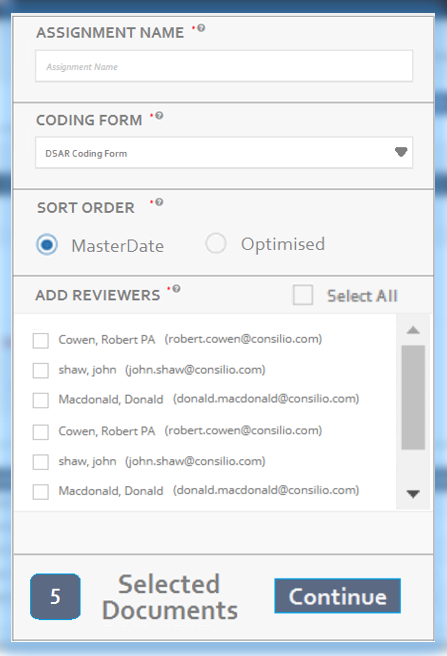 ASSIGNMENT NAME *?
Assignment Name
CODING FORM *?
DSAR Coding Form
SORT ORDER *?
MasterDate Optimised
ADD REVIEWERS *? Select All
Cowen, Robert PA (robert.cowen@consilio.com)
shaw, john (john.shaw@consilio.com)
Macdonald, Donald (donald.macdonald@consilio.com)
Cowen, Robert PA (robert.cowen@consilio.com)
shaw, john (john.shaw@consilio.com)
Macdonald, Donald (donald.macdonald@consilio.com)
5 Selected
Documents Continue